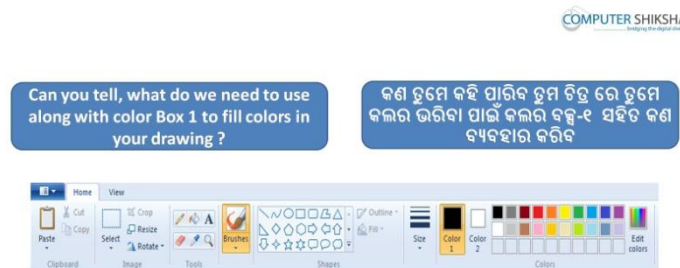 COMPUTER SHIKSHA
Can you tell, what do we need to use
along with color Box 1 to fill colors in
your drawing ?
କଣ ତୁମେ କହି ପାରିବ ତୁମ ଚିତ୍ର ରେ ତୁମେ
କଲର ଭରିବା ପାଇଁ କଲର ବକ୍ସ-୧ ସହିତ କଣ
ବ୍ୟବହାର କରିବ
Home View
Cut
Copy
Paste
Clipboard
Crop
Resize
Rotate
Select
Image
A
Tools
Brushes
Outline
Fill
Shapes
Size
Color
1
Color
2
Edit
colors
Colors